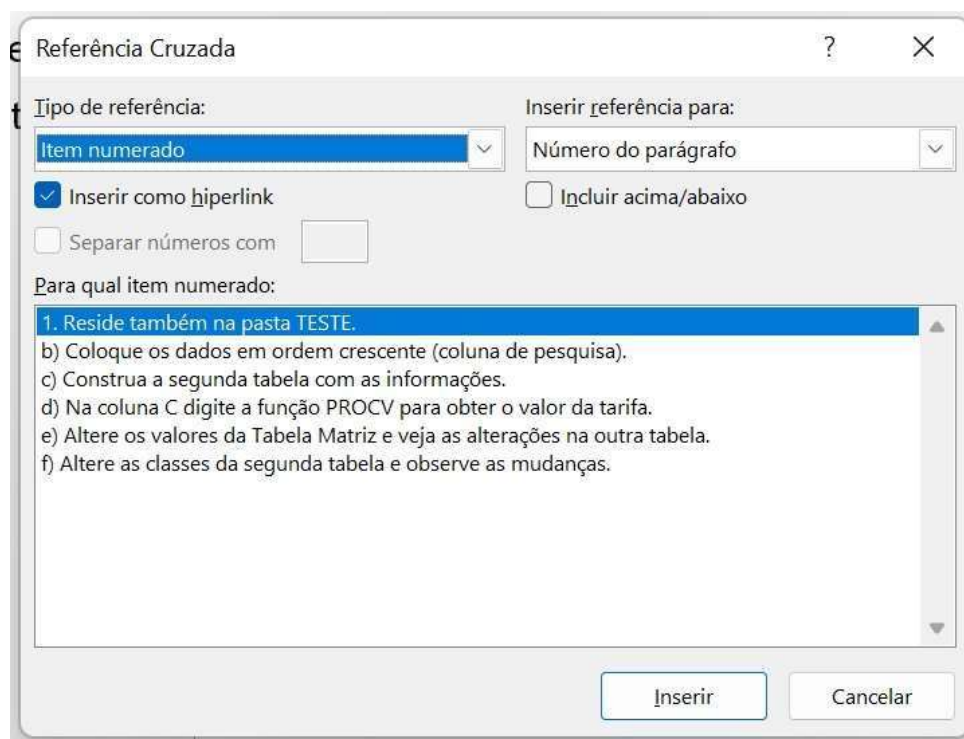 Referência Cruzada ?
Tipo de referência: Inserir referência para:
Item numerado Número do parágrafo
Inserir como hiperlink Incluir acima/abaixo
Separar números com
Para qual item numerado:
1. Reside também na pasta TESTE.
b) Coloque os dados em ordem crescente (coluna de pesquisa).
c) Construa a segunda tabela com as informações.
d) Na coluna C digite a função PROCV para obter o valor da tarifa.
e) Altere os valores da Tabela Matriz e veja as alterações na outra tabela.
f) Altere as classes da segunda tabela e observe as mudanças.
Inserir Cancelar